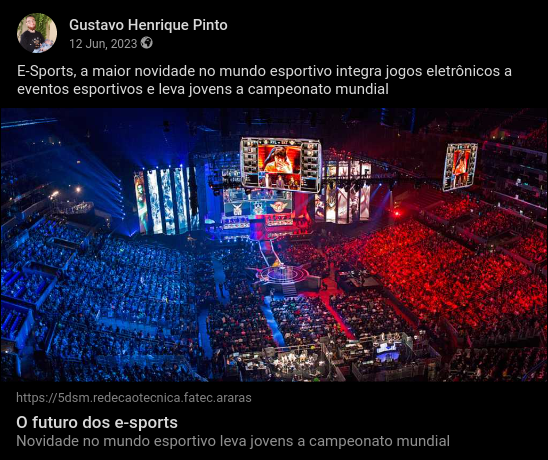 Gustavo Henrique Pinto
12 Jun, 2023
E-Sports, a maior novidade no mundo esportivo integra jogos eletrônicos a
eventos esportivos e leva jovens a campeonato mundial
https://5dsm.redecaotecnica.fatec.araras
O futuro dos e-sports
Novidade no mundo esportivo leva jovens a campeonato mundial